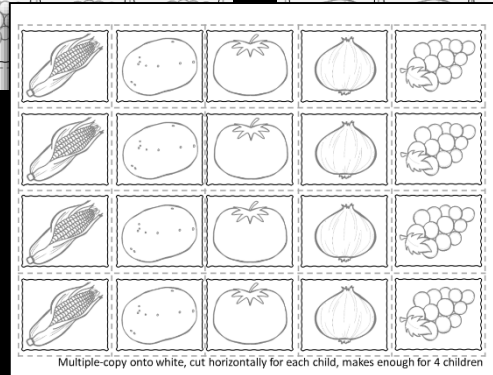 Multiple-copy onto white, cut horizontally for each child, makes enough for 4 children